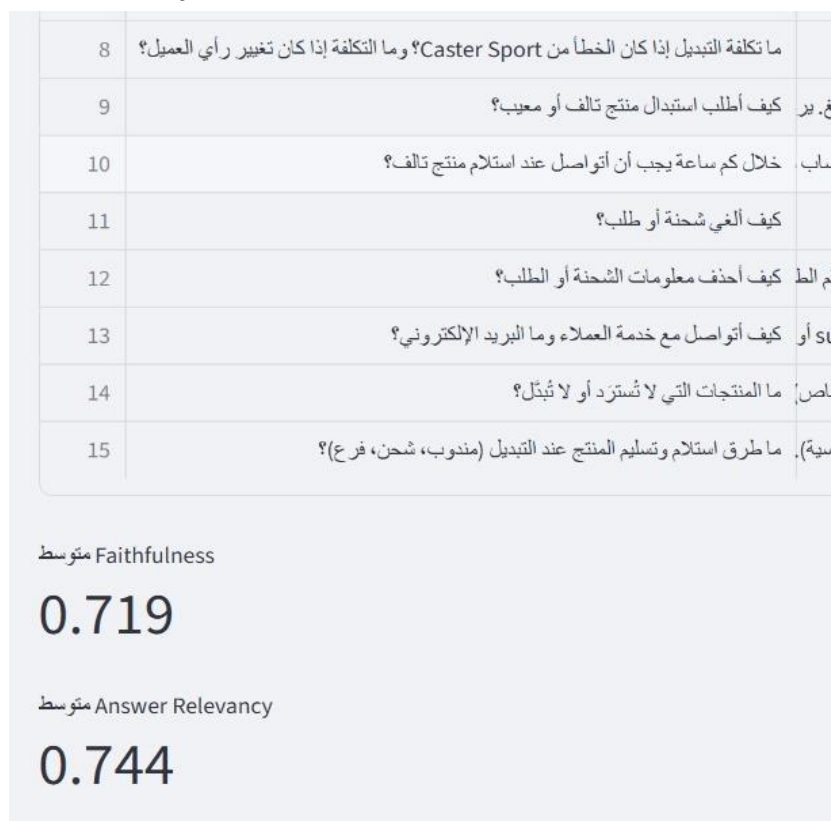 8 ما تكلفة التبديل إذا كان الخطأ من Caster Sport؟ وما التكلفة إذا كان تغيير رأي العميل؟
9 كيف أطلب استبدال منتج تالف أو معيب؟
10 خلال كم ساعة يجب أن أتواصل عند استلام منتج تالف؟
11 كيف ألغي شحنة أو طلب؟
12 كيف أحذف معلومات الشحنة أو الطلب؟
13 كيف أتواصل مع خدمة العملاء وما البريد الإلكتروني؟ أو
14 ما المنتجات التي لا تُسترَد أو لا تُبدَّل؟
15 ما طرق استلام وتسليم المنتج عند التبديل (مندوب، شحن، فرع)؟
متوسط Faithfulness
0.719
متوسط Answer Relevancy
0.744